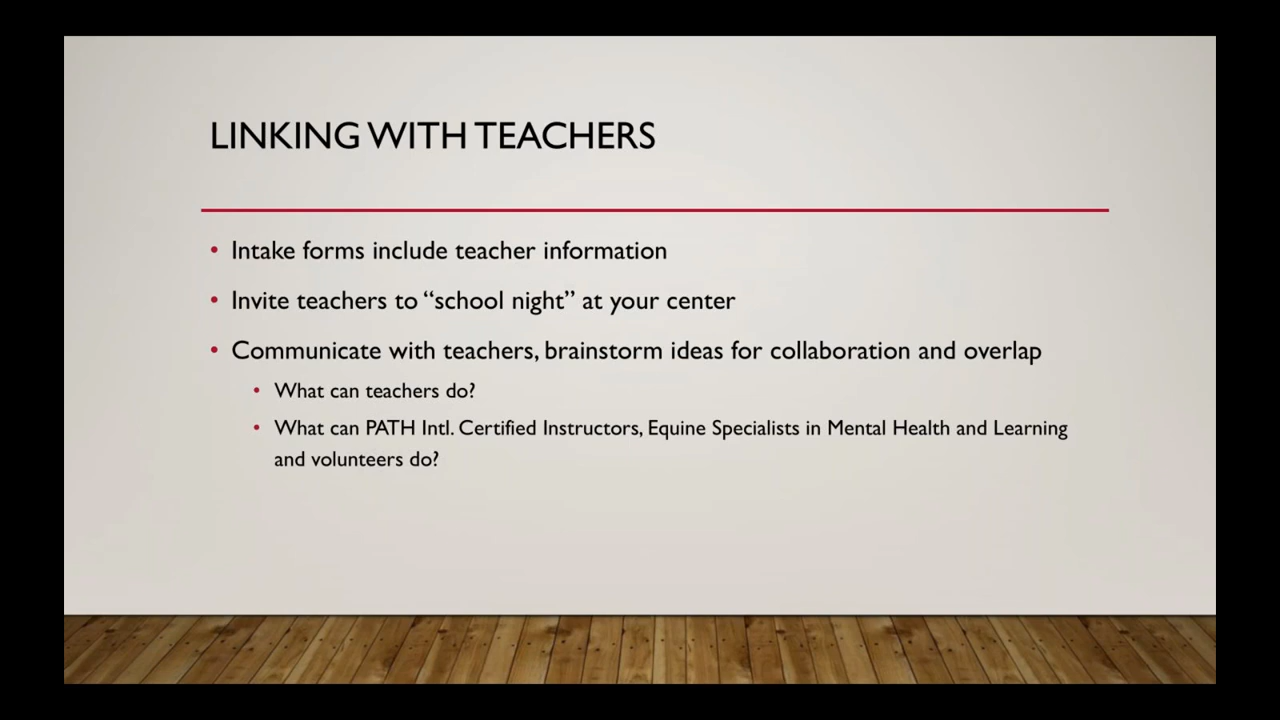 LINKING WITH TEACHERS
• Intake forms include teacher information
• Invite teachers to “school night” at your center
• Communicate with teachers, brainstorm ideas for collaboration and overlap
• What can teachers do?
• What can PATH Intl. Certified Instructors, Equine Specialists in Mental Health and Learning
and volunteers do?